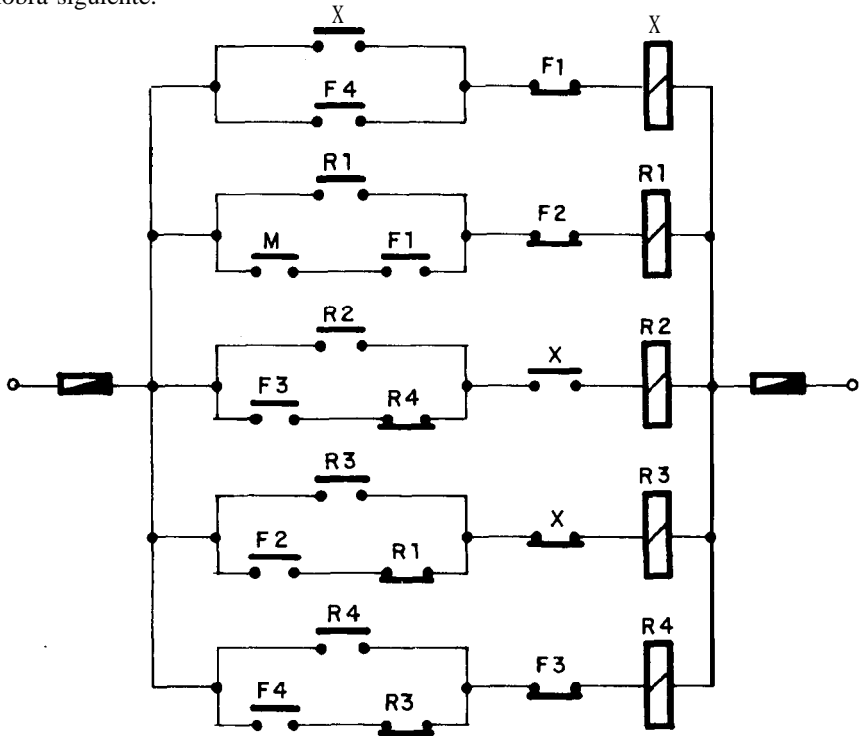 obra siguiente.
X
X
F1
F4
R1
R1
F2
M
F1
R2
R2
X
F3
R4
R3
R3
X
F2
R1
R4
R4
F3
F4
R3